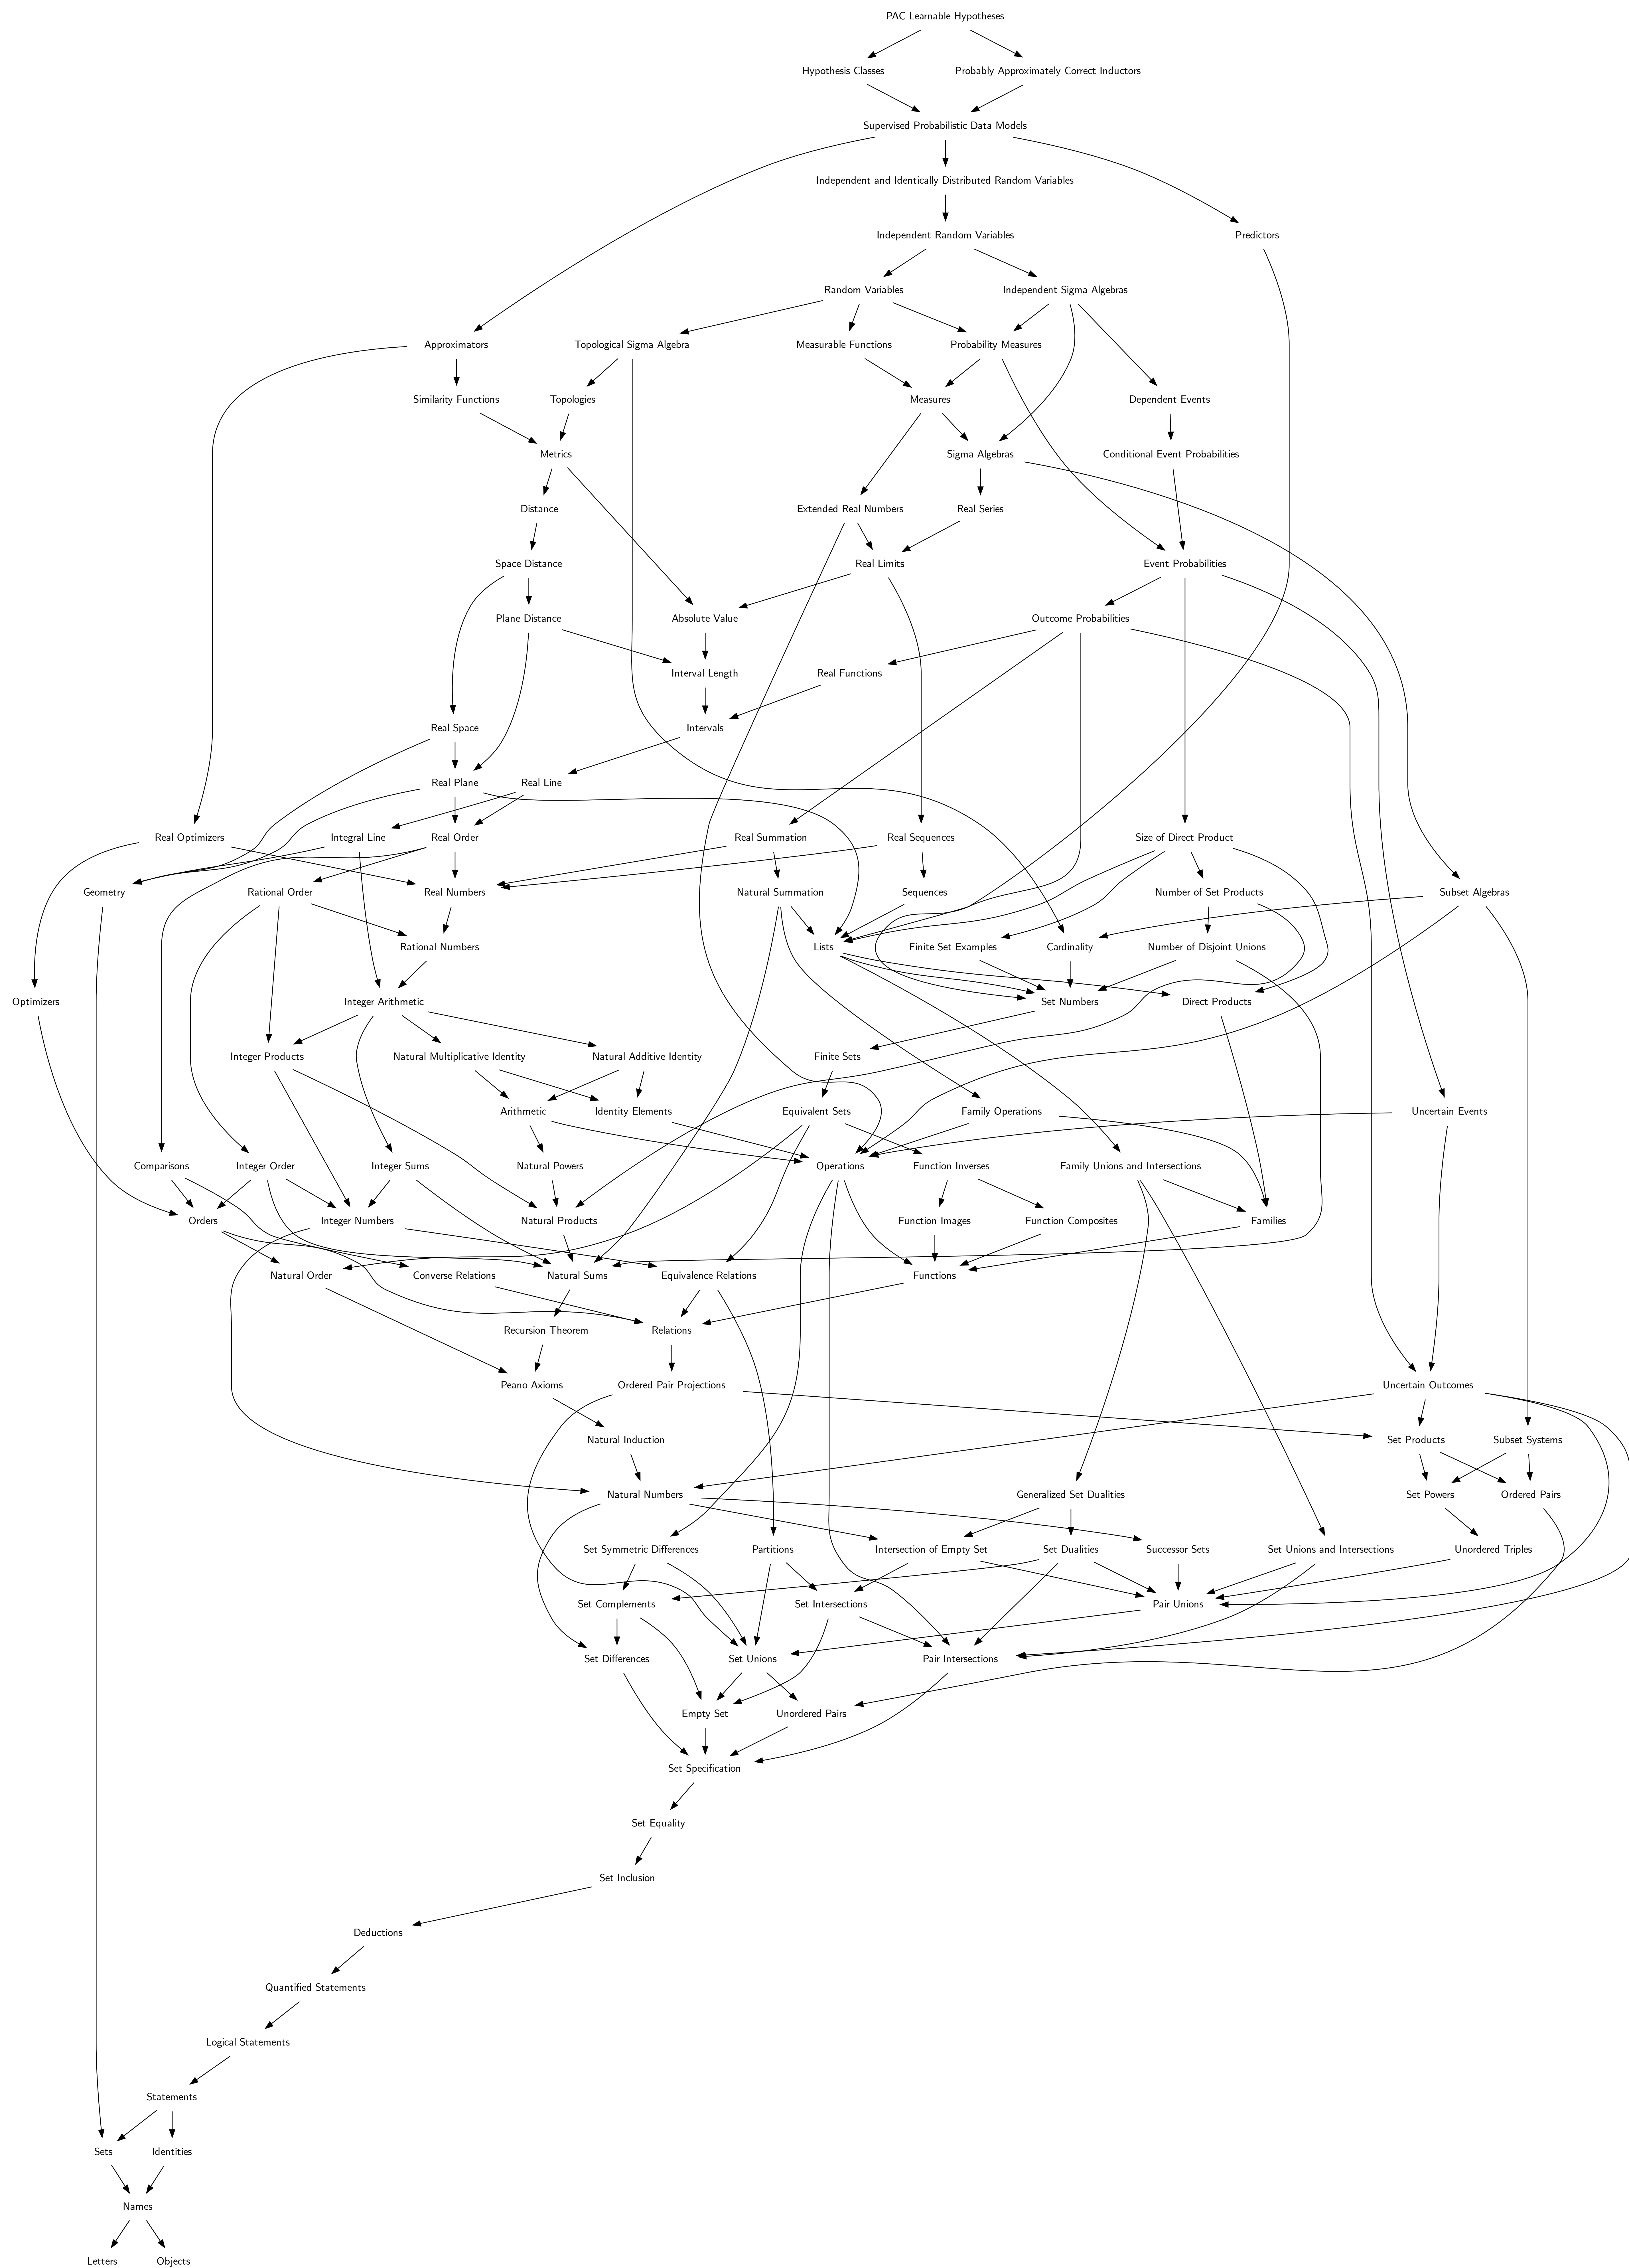 PAC Learnable Hypotheses
Hypothesis Classes
Probably Approximately Correct Inductors
Supervised Probabilistic Data Models
Independent and Identically Distributed Random Variables
Independent Random Variables
Predictors
Random Variables
Independent Sigma Algebras
Approximators
Topological Sigma Algebra
Measurable Functions
Probability Measures
Similarity Functions
Topologies
Measures
Dependent Events
Metrics
Sigma Algebras
Conditional Event Probabilities
Distance
Extended Real Numbers
Real Series
Space Distance
Real Limits
Event Probabilities
Plane Distance
Absolute Value
Outcome Probabilities
Interval Length
Real Functions
Real Space
Intervals
Real Plane
Real Line
Real Optimizers
Integral Line
Real Order
Real Summation
Real Sequences
Size of Direct Product
Geometry
Rational Order
Real Numbers
Natural Summation
Sequences
Number of Set Products
Subset Algebras
Rational Numbers
Lists
Finite Set Examples
Cardinality
Number of Disjoint Unions
Optimizers
Integer Arithmetic
Set Numbers
Direct Products
Integer Products
Natural Multiplicative Identity
Natural Additive Identity
Finite Sets
Arithmetic
Identity Elements
Equivalent Sets
Family Operations
Uncertain Events
Comparisons
Integer Order
Integer Sums
Natural Powers
Operations
Function Inverses
Family Unions and Intersections
Orders
Integer Numbers
Natural Products
Function Images
Function Composites
Families
Natural Order
Converse Relations
Natural Sums
Equivalence Relations
Functions
Recursion Theorem
Relations
Peano Axioms
Ordered Pair Projections
Uncertain Outcomes
Natural Induction
Set Products
Subset Systems
Natural Numbers
Generalized Set Dualities
Set Powers
Ordered Pairs
Set Symmetric Differences
Partitions
Intersection of Empty Set
Set Dualities
Successor Sets
Set Unions and Intersections
Unordered Triples
Set Complements
Set Intersections
Pair Unions
Set Differences
Set Unions
Pair Intersections
Empty Set
Unordered Pairs
Set Specification
Set Equality
Set Inclusion
Deductions
Quantified Statements
Logical Statements
Statements
Sets
Identities
Names
Letters
Objects